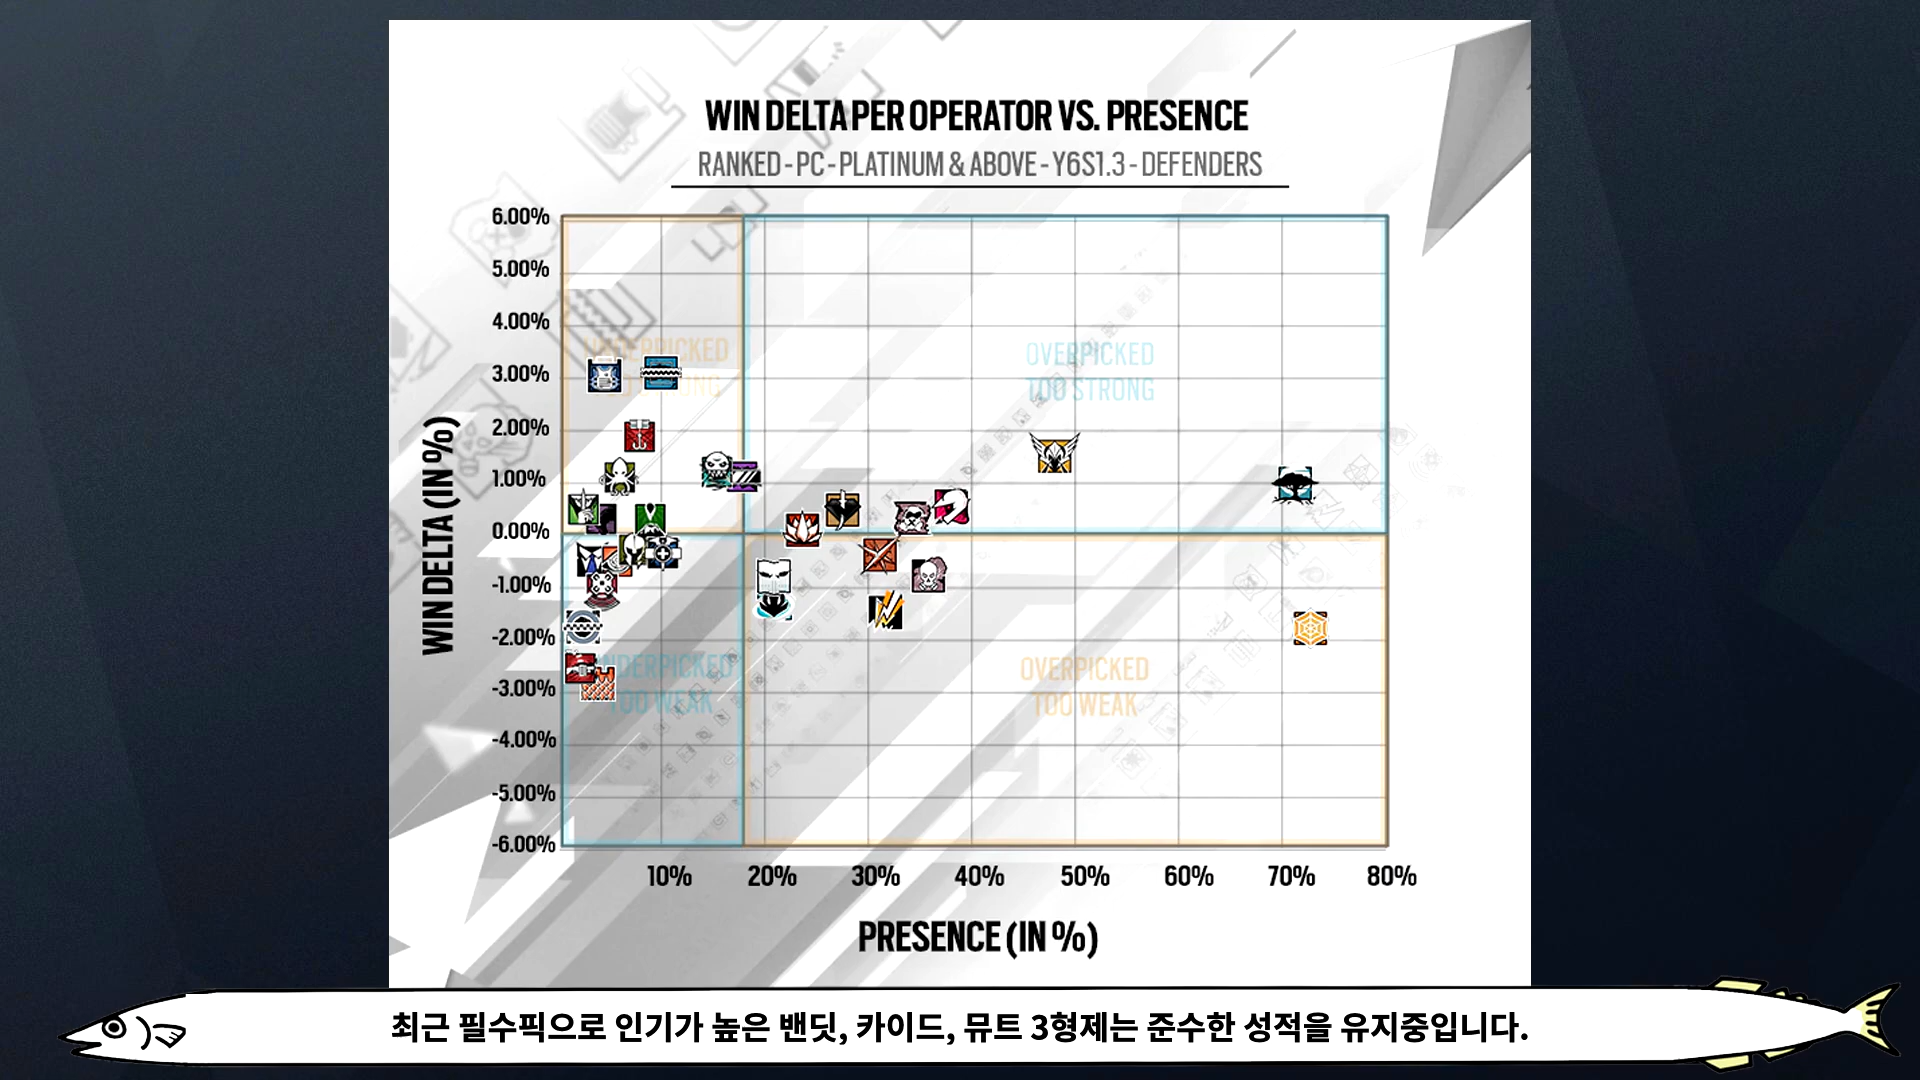 WIN DELTA PER OPERATOR VS. PRESENCE
RANKED - PC - PLATINUM & ABOVE - Y6S1.3 - DEFENDERS
6.00%
5.00%
4.00%
3.00%
2.00%
1.00%
0.00%
-1.00%
-2.00%
-3.00%
-4.00%
-5.00%
-6.00%
WIN DELTA (IN %)
UNDERPICKED
OVERPICKED
TOO STRONG
UNDERPICKED
TOO WEAK
OVERPICKED
TOO WEAK
10%
20%
30%
40%
50%
60%
70%
80%
PRESENCE (IN %)
최근 필수픽으로 인기가 높은 밴딧, 카이드, 뮤트 3형제는 준수한 성적을 유지중입니다.